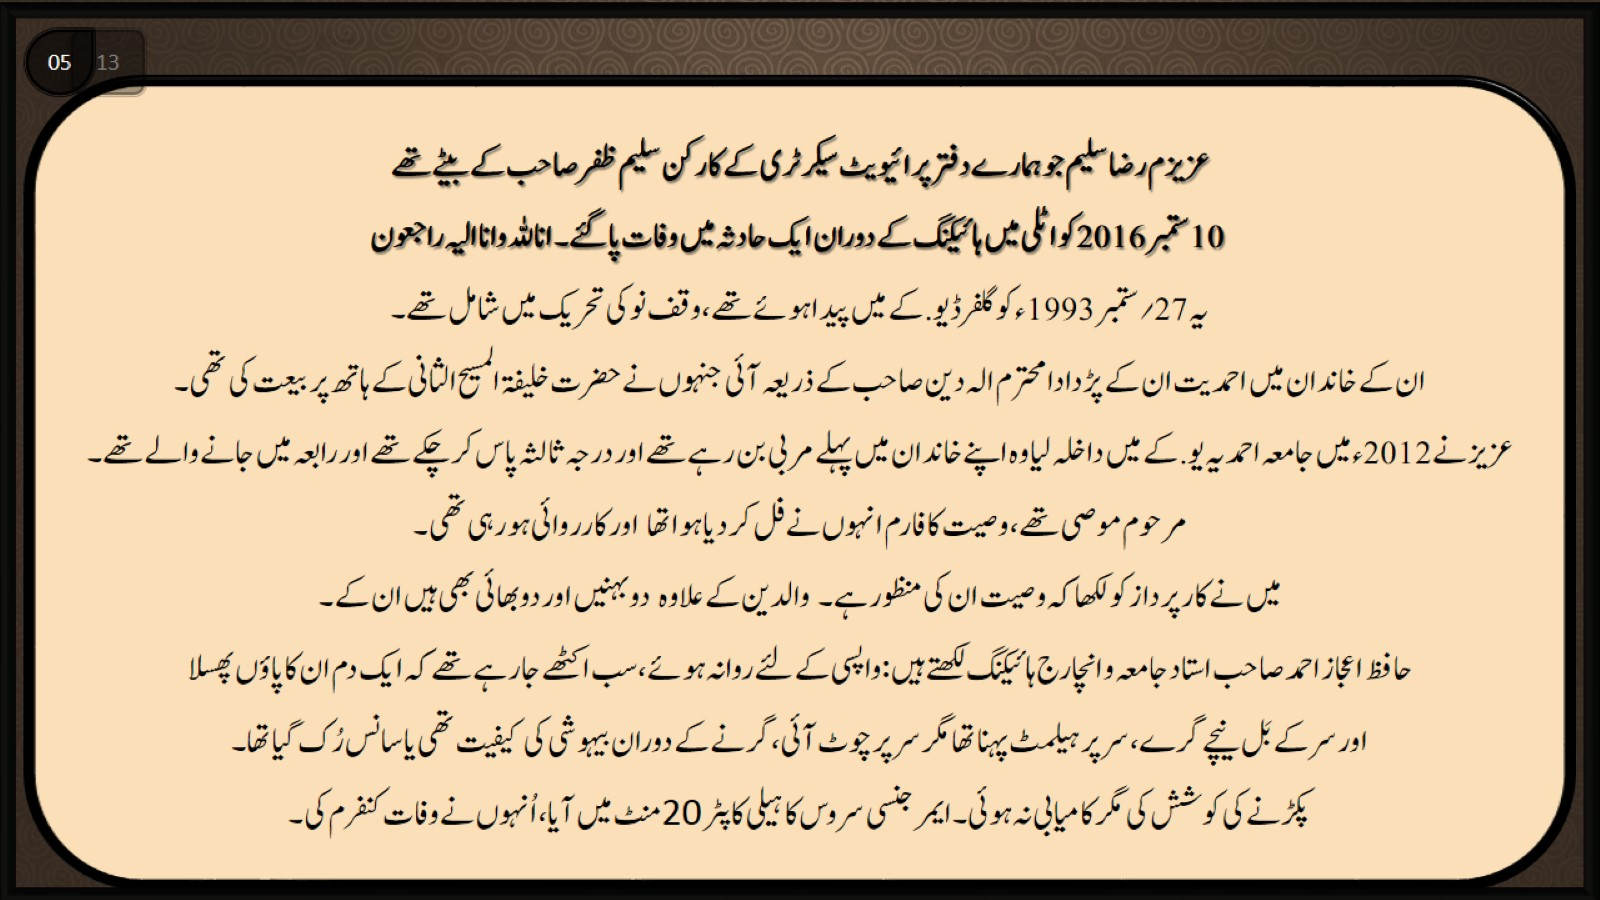 05 13
عزیزم رضا سلیم جو ہمارے دفتر پرائیویٹ سیکرٹری کے کارکن سلیم ظفر صاحب کے بیٹے تھے
10 ستمبر 2016 کو اٹلی میں ہائیکنگ کے دوران ایک حادثہ میں وفات پا گئے۔ انا للہ وانا الیہ راجعون
یہ 27؍ ستمبر 1993ء کو گلفرڈ یو.کے میں پیدا ہوئے تھے، وقف نو کی تحریک میں شامل تھے۔
ان کے خاندان میں احمدیت ان کے پڑدادا محترم الہ دین صاحب کے ذریعہ آئی جنہوں نے حضرت خلیفۃ المسیح الثانی کے ہاتھ پر بیعت کی تھی۔
عزیز نے 2012ء میں جامعہ احمدیہ یو.کے میں داخلہ لیا وہ اپنے خاندان میں پہلے مربی بن رہے تھے اور درجہ ثالثہ پاس کر چکے تھے اور رابعہ میں جانے والے تھے۔
مرحوم موصی تھے، وصیت کا فارم انہوں نے فل کر دیا ہوا تھا اور کارروائی ہو رہی تھی۔
میں نے کارپرداز کو لکھا کہ وصیت ان کی منظور ہے۔ والدین کے علاوہ دو بہنیں اور دو بھائی بھی ہیں ان کے۔
حافظ اعجاز احمد صاحب استاد جامعہ و انچارج ہائیکنگ لکھتے ہیں: واپسی کے لئے روانہ ہوئے، سب اکٹھے جا رہے تھے کہ ایک دم ان کا پاؤں پھسلا
اور سر کے بَل نیچے گرے، سر پر ہیلمٹ پہنا تھا مگر سر پر چوٹ آئی، گرنے کے دوران بیہوشی کی کیفیت تھی یا سانس رُک گیا تھا۔
پکڑنے کی کوشش کی مگر کامیابی نہ ہوئی۔ ایمرجنسی سروس کا ہیلی کاپٹر 20 منٹ میں آیا، اُنہوں نے وفات کنفرم کی۔